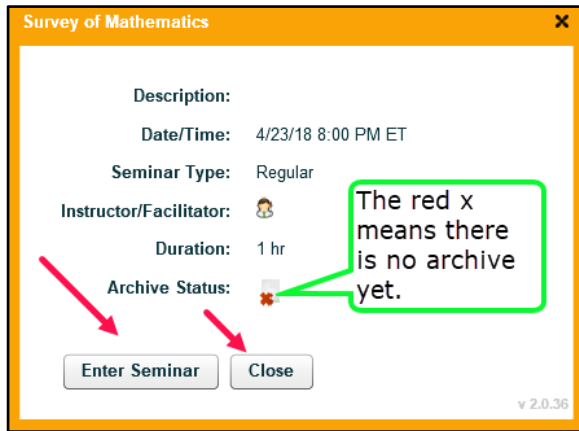 Survey of Mathematics
Description:
Date/Time: 4/23/18 8:00 PM ET
Seminar Type: Regular
Instructor/Facilitator:
Duration: 1 hr
Archive Status:
The red x
means there
is no archive
yet.
Enter Seminar Close
v 2.0.36